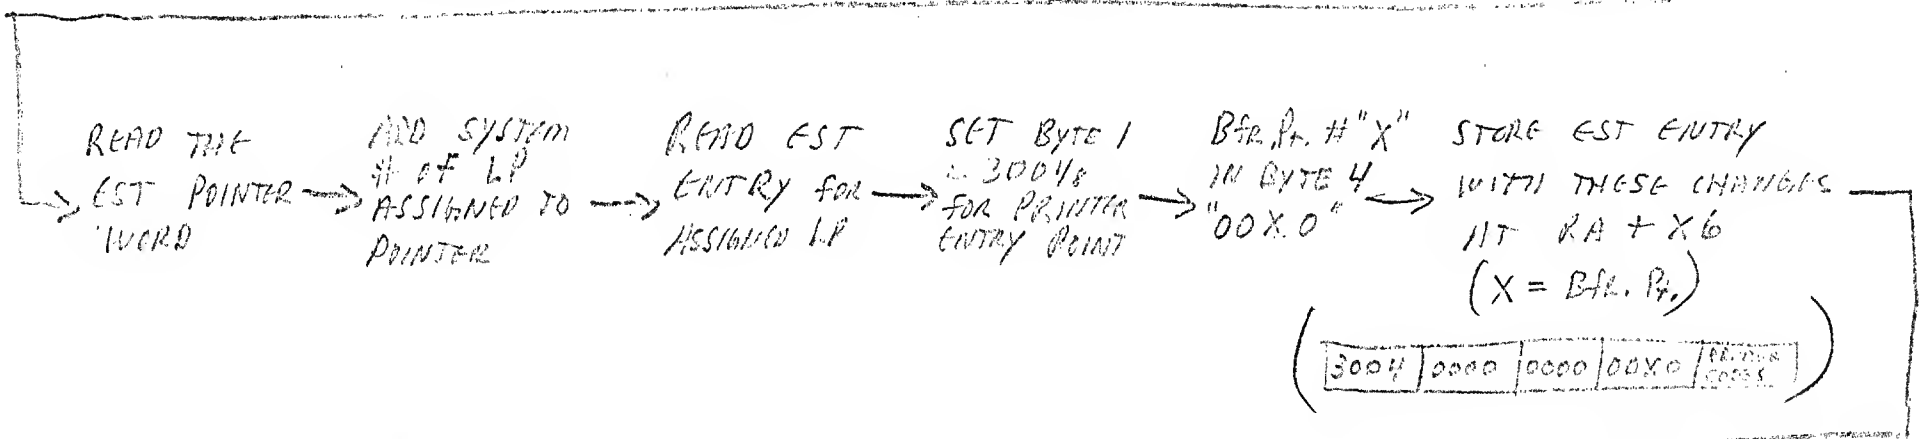 READ THE
EST POINTER
WORD
ADD SYSTEM
# OF LP
ASSIGNED TO
POINTER
READ EST
ENTRY FOR
ASSIGNED LP
SET BYTE 1
= 3004/8
FOR PRINTER
ENTRY POINT
Bfr. Pt. # "X"
IN BYTE 4
"00X0"
STORE EST ENTRY
WITH THESE CHANGES
AT RA + X6
(X = Bfr. Pt.)
3004 0000 0000 00X0
CODES